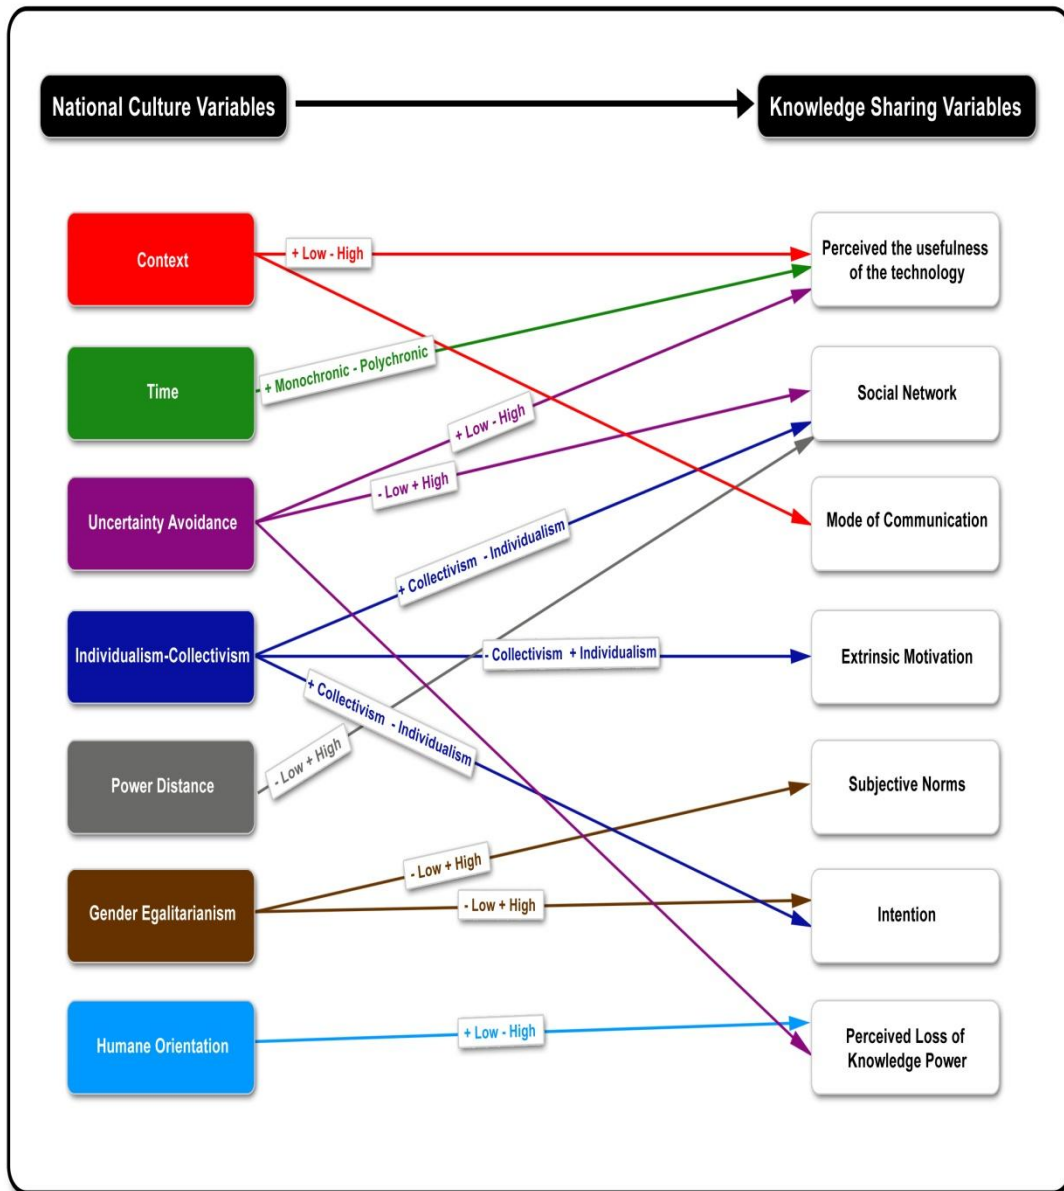 National Culture Variables
Knowledge Sharing Variables
Context
+ Low - High
Perceived the usefulness
of the technology
Time
+ Monochronic - Polychronic
Social Network
Uncertainty Avoidance
+ Low - High
- Low + High
Mode of Communication
Individualism-Collectivism
+ Collectivism - Individualism
- Collectivism + Individualism
+ Collectivism - Individualism
Extrinsic Motivation
Power Distance
- Low + High
Subjective Norms
Gender Egalitarianism
- Low + High
- Low + High
Intention
Humane Orientation
+ Low - High
Perceived Loss of
Knowledge Power